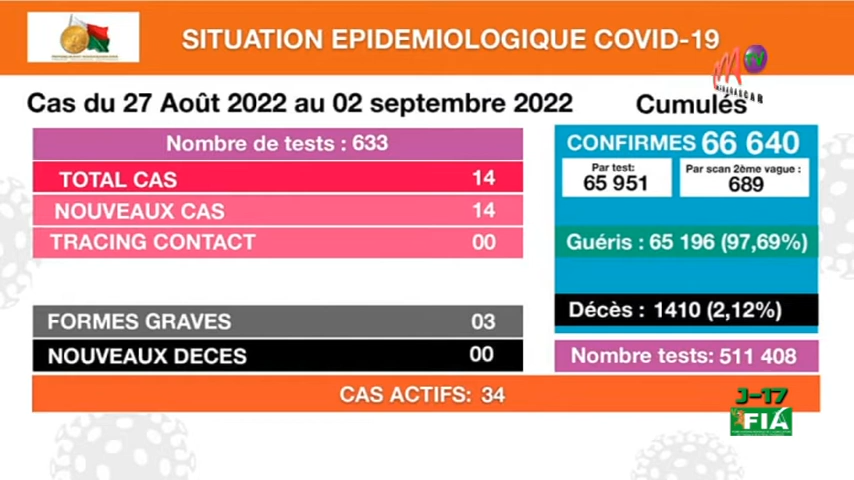 SITUATION EPIDEMIOLOGIQUE COVID-19
M TV
MADAGASCAR
Cas du 27 Août 2022 au 02 septembre 2022
Nombre de tests : 633
TOTAL CAS 14
NOUVEAUX CAS 14
TRACING CONTACT 00
FORMES GRAVES 03
NOUVEAUX DECES 00
Cumulés
CONFIRMES 66 640
Par test:
65 951
Par scan 2ème vague :
689
Guéris : 65 196 (97,69%)
Décès : 1410 (2,12%)
Nombre tests: 511 408
CAS ACTIFS: 34
J-17
FIA